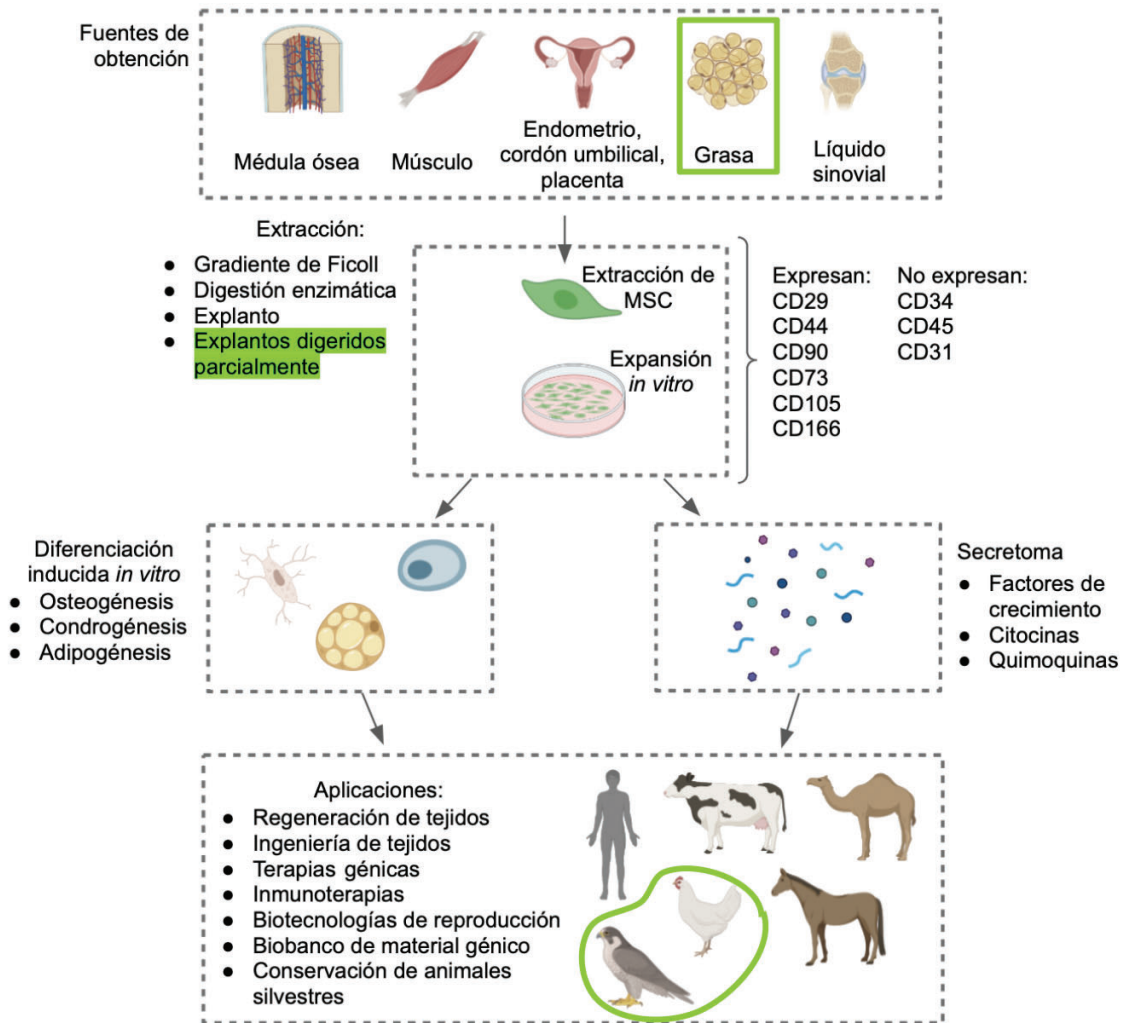 Fuentes de
obtención
Médula ósea
Músculo
Endometrio,
cordón umbilical,
placenta
Grasa
Líquido
sinovial
Extracción:
● Gradiente de Ficoll
● Digestión enzimática
● Explanto
● Explantos digeridos
parcialmente
Extracción de
MSC
Expansión
in vitro
Expresan:
CD29
CD44
CD90
CD73
CD105
CD166
No expresan:
CD34
CD45
CD31
Diferenciación
inducida in vitro
● Osteogénesis
● Condrogénesis
● Adipogénesis
Secretoma
● Factores de
crecimiento
● Citocinas
● Quimoquinas
Aplicaciones:
● Regeneración de tejidos
● Ingeniería de tejidos
● Terapias génicas
● Inmunoterapias
● Biotecnologías de reproducción
● Biobanco de material génico
● Conservación de animales
silvestres